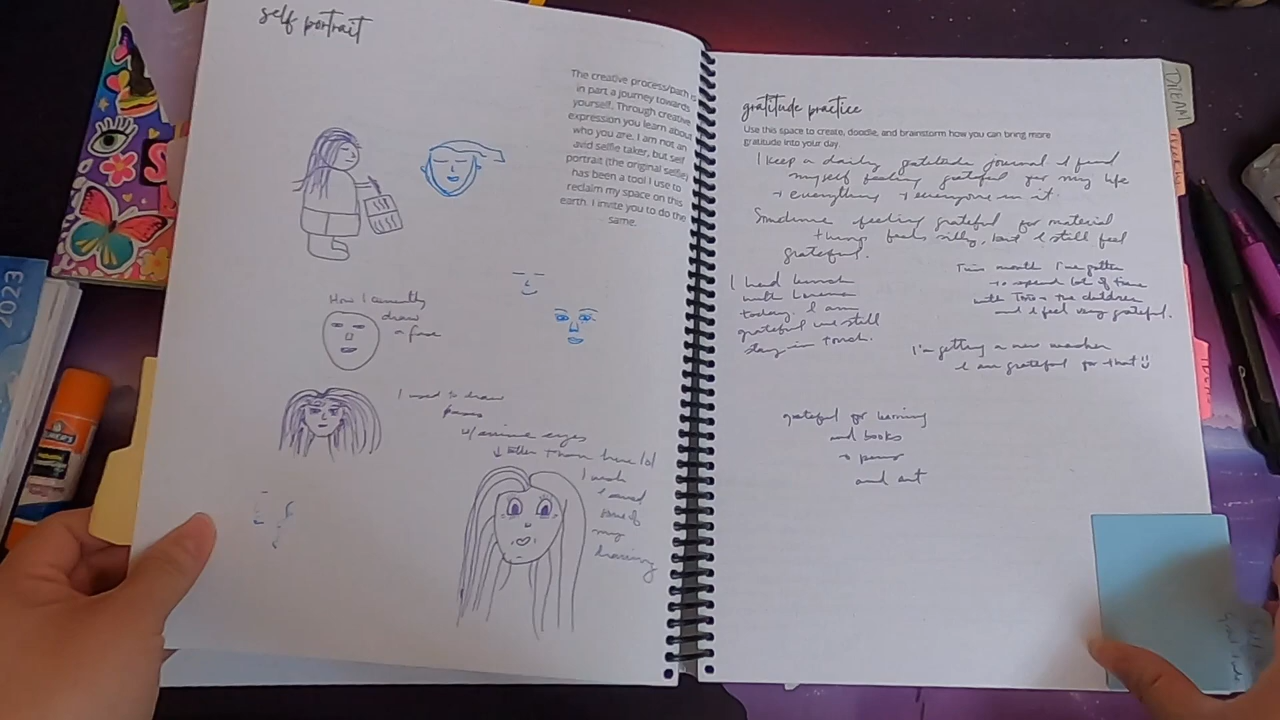 self portrait
The creative process/path is
in part a journey towards
yourself. Through creative
expression you learn about
who you are. I am not an
avid selfie taker, but self
portrait (the original selfie)
has been a tool I use to
reclaim my space on this
earth. I invite you to do the
same.
How I currently
draw
a face
I used to draw
faces
w/ anime eyes
↓ better than here lol
I wish
I saved
some of
my
drawings
gratitude practice
Use this space to create, doodle, and brainstorm how you can bring more
gratitude into your day.
I keep a daily gratitude journal I find
myself feeling grateful for my life
+ everything + everyone in it.
Sometimes feeling grateful for material
things feels silly, but I still feel
grateful.
I had lunch
with
today. I am
grateful we still
stay in touch.
This month I've gotten
to spend lot of time
with + the children
and I feel very grateful.
I'm getting a new washer
I am grateful for that
grateful for learning
and books
+ pens
and art
DREAM
2023
ELMER'S